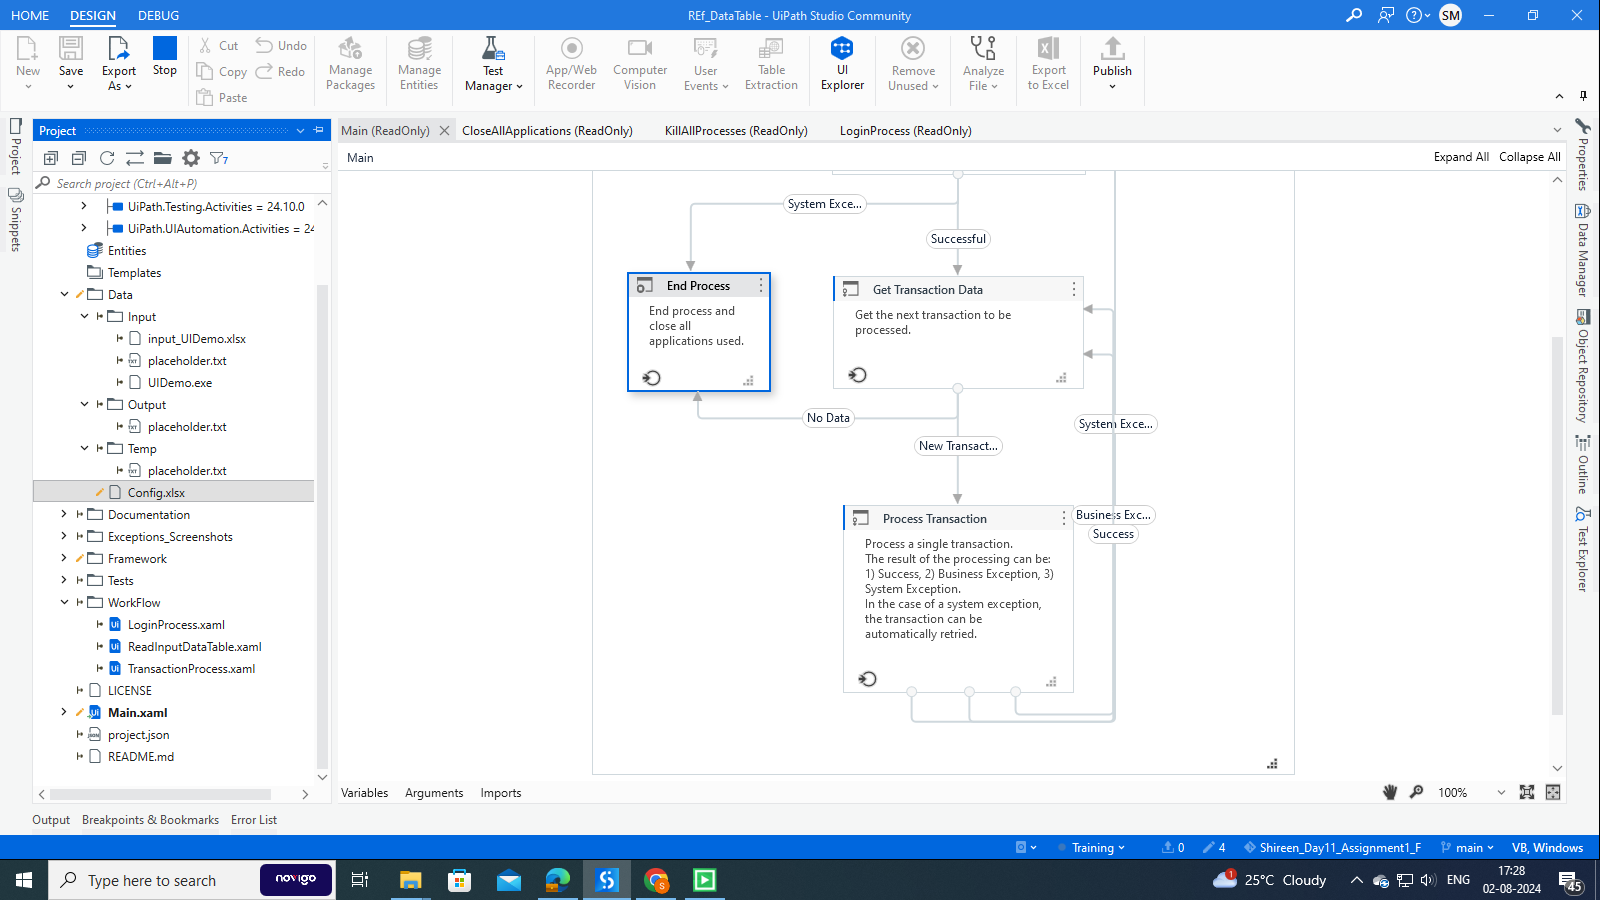 HOME DESIGN DEBUG
REf_DataTable - UiPath Studio Community
SM
New
Save
Export As
Stop
Cut
Copy
Paste
Undo
Redo
Manage Packages
Manage Entities
Test Manager
App/Web Recorder
Computer Vision
User Events
Table Extraction
UI Explorer
Remove Unused
Analyze File
Export to Excel
Publish
Project
Snippets
Project
7
Search project (Ctrl+Alt+P)
UiPath.Testing.Activities = 24.10.0
UiPath.UIAutomation.Activities = 24
Entities
Templates
Data
Input
input_UIDemo.xlsx
placeholder.txt
UIDemo.exe
Output
placeholder.txt
Temp
placeholder.txt
Config.xlsx
Documentation
Exceptions_Screenshots
Framework
Tests
WorkFlow
LoginProcess.xaml
ReadInputDataTable.xaml
TransactionProcess.xaml
LICENSE
Main.xaml
project.json
README.md
Main (ReadOnly) CloseAllApplications (ReadOnly) KillAllProcesses (ReadOnly) LoginProcess (ReadOnly)
Main
Expand All Collapse All
System Exce...
Successful
End Process
End process and
close all
applications used.
Get Transaction Data
Get the next transaction to be
processed.
No Data
New Transact...
System Exce...
Business Exc...
Success
Process Transaction
Process a single transaction.
The result of the processing can be:
1) Success, 2) Business Exception, 3)
System Exception.
In the case of a system exception,
the transaction can be
automatically retried.
Variables Arguments Imports
100%
Properties
Data Manager
Object Repository
Outline
Test Explorer
Output Breakpoints & Bookmarks Error List
Training 0 4 Shireen_Day11_Assignment1_F main VB, Windows
Type here to search
novigo
S
1
25°C Cloudy
ENG
17:28
02-08-2024
45